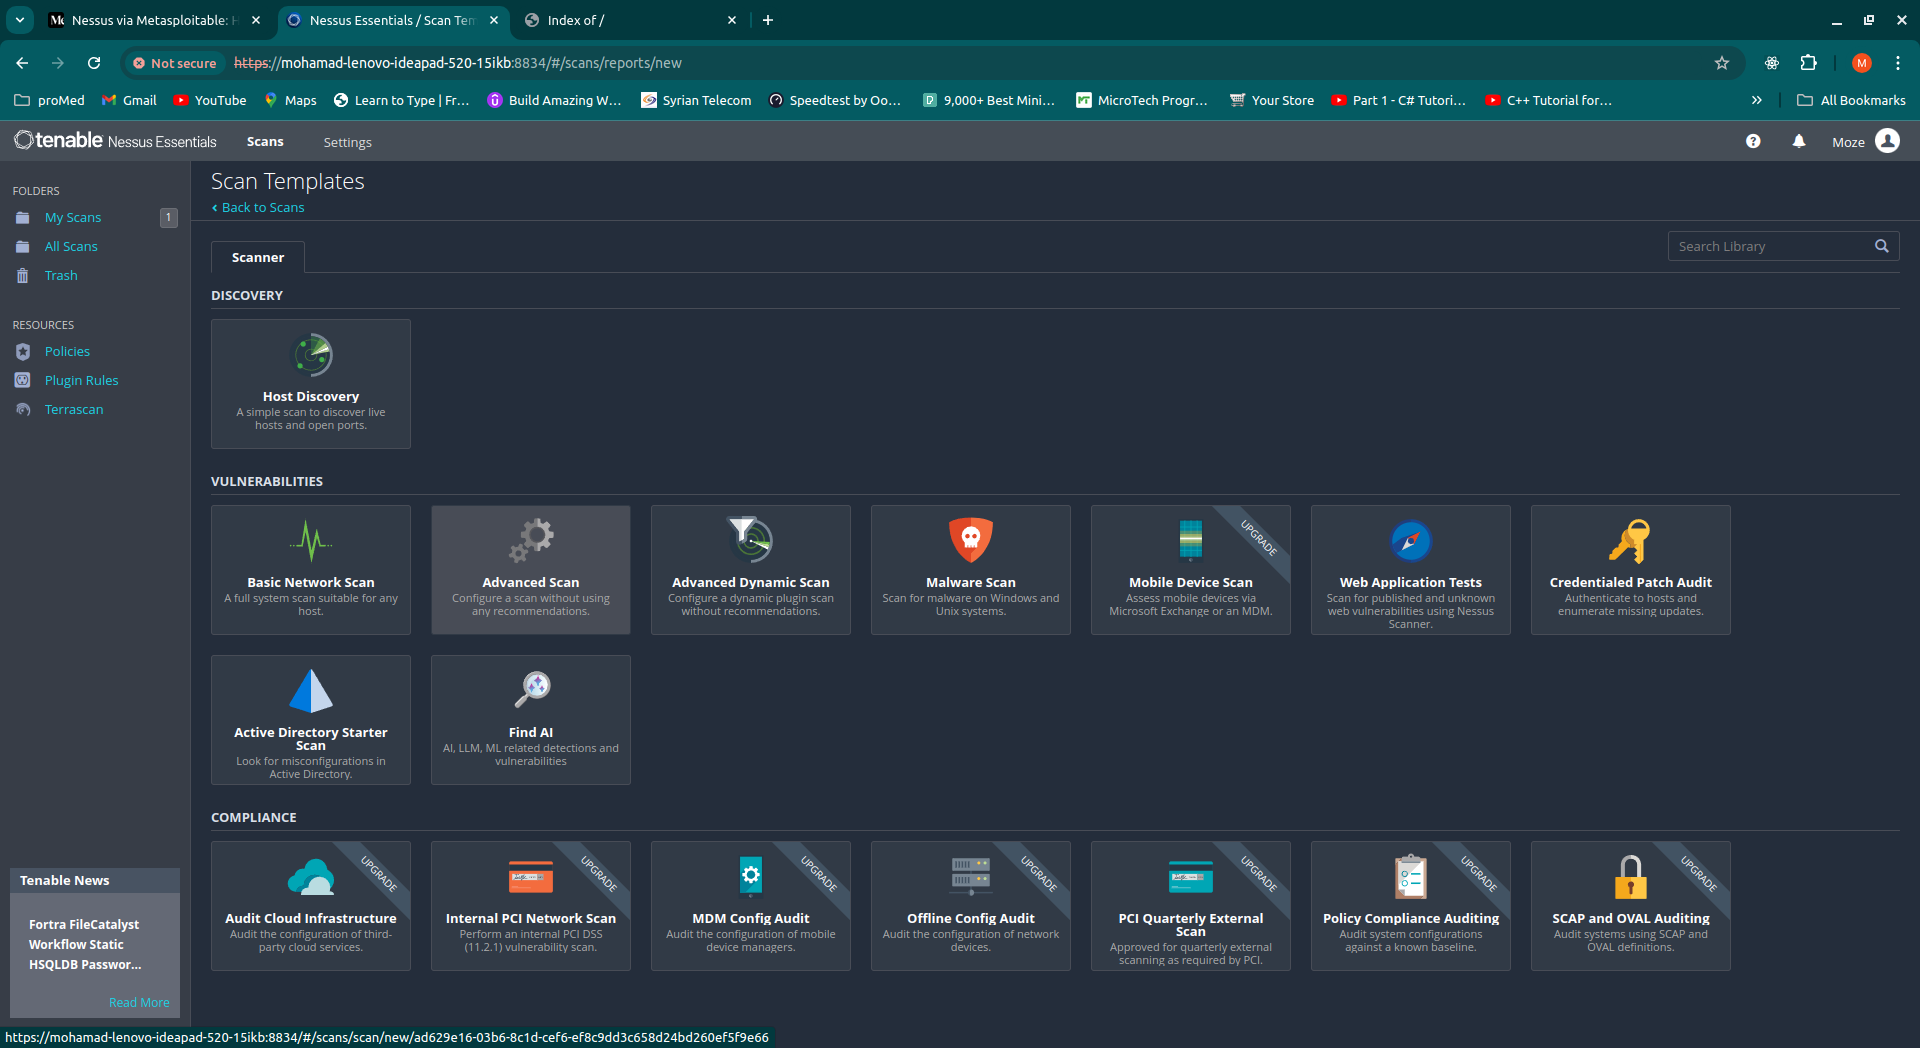 Nessus via Metasploitable: H
Nessus Essentials / Scan Tem
Index of /
Not secure
https://mohamad-lenovo-ideapad-520-15ikb:8834/#/scans/reports/new
M
proMed
Gmail
YouTube
Maps
Learn to Type | Fr...
Build Amazing W...
Syrian Telecom
Speedtest by Oo...
9,000+ Best Mini...
MicroTech Progr...
Your Store
Part 1 - C# Tutori...
C++ Tutorial for...
All Bookmarks
tenable Nessus Essentials
Scans
Settings
Moze
FOLDERS
My Scans
1
All Scans
Trash
RESOURCES
Policies
Plugin Rules
Terrascan
Tenable News
Fortra FileCatalyst
Workflow Static
HSQLDB Passwor...
Read More
Scan Templates
Back to Scans
Scanner
Search Library
DISCOVERY
Host Discovery
A simple scan to discover live
hosts and open ports.
VULNERABILITIES
Basic Network Scan
A full system scan suitable for any
host.
Advanced Scan
Configure a scan without using
any recommendations.
Advanced Dynamic Scan
Configure a dynamic plugin scan
without recommendations.
Malware Scan
Scan for malware on Windows and
Unix systems.
UPGRADE
Mobile Device Scan
Assess mobile devices via
Microsoft Exchange or an MDM.
Web Application Tests
Scan for published and unknown
web vulnerabilities using Nessus
Scanner.
Credentialed Patch Audit
Authenticate to hosts and
enumerate missing updates.
Active Directory Starter
Scan
Look for misconfigurations in
Active Directory.
Find AI
AI, LLM, ML related detections and
vulnerabilities
COMPLIANCE
UPGRADE
Audit Cloud Infrastructure
Audit the configuration of third-
party cloud services.
UPGRADE
Internal PCI Network Scan
Perform an internal PCI DSS
(11.2.1) vulnerability scan.
UPGRADE
MDM Config Audit
Audit the configuration of mobile
device managers.
UPGRADE
Offline Config Audit
Audit the configuration of network
devices.
UPGRADE
PCI Quarterly External
Scan
Approved for quarterly external
scanning as required by PCI.
UPGRADE
Policy Compliance Auditing
Audit system configurations
against a known baseline.
UPGRADE
SCAP and OVAL Auditing
Audit systems using SCAP and
OVAL definitions.
https://mohamad-lenovo-ideapad-520-15ikb:8834/#/scans/scan/new/ad629e16-03b6-8c1d-cef6-ef8c9dd3c658d24bd260ef5f9e66